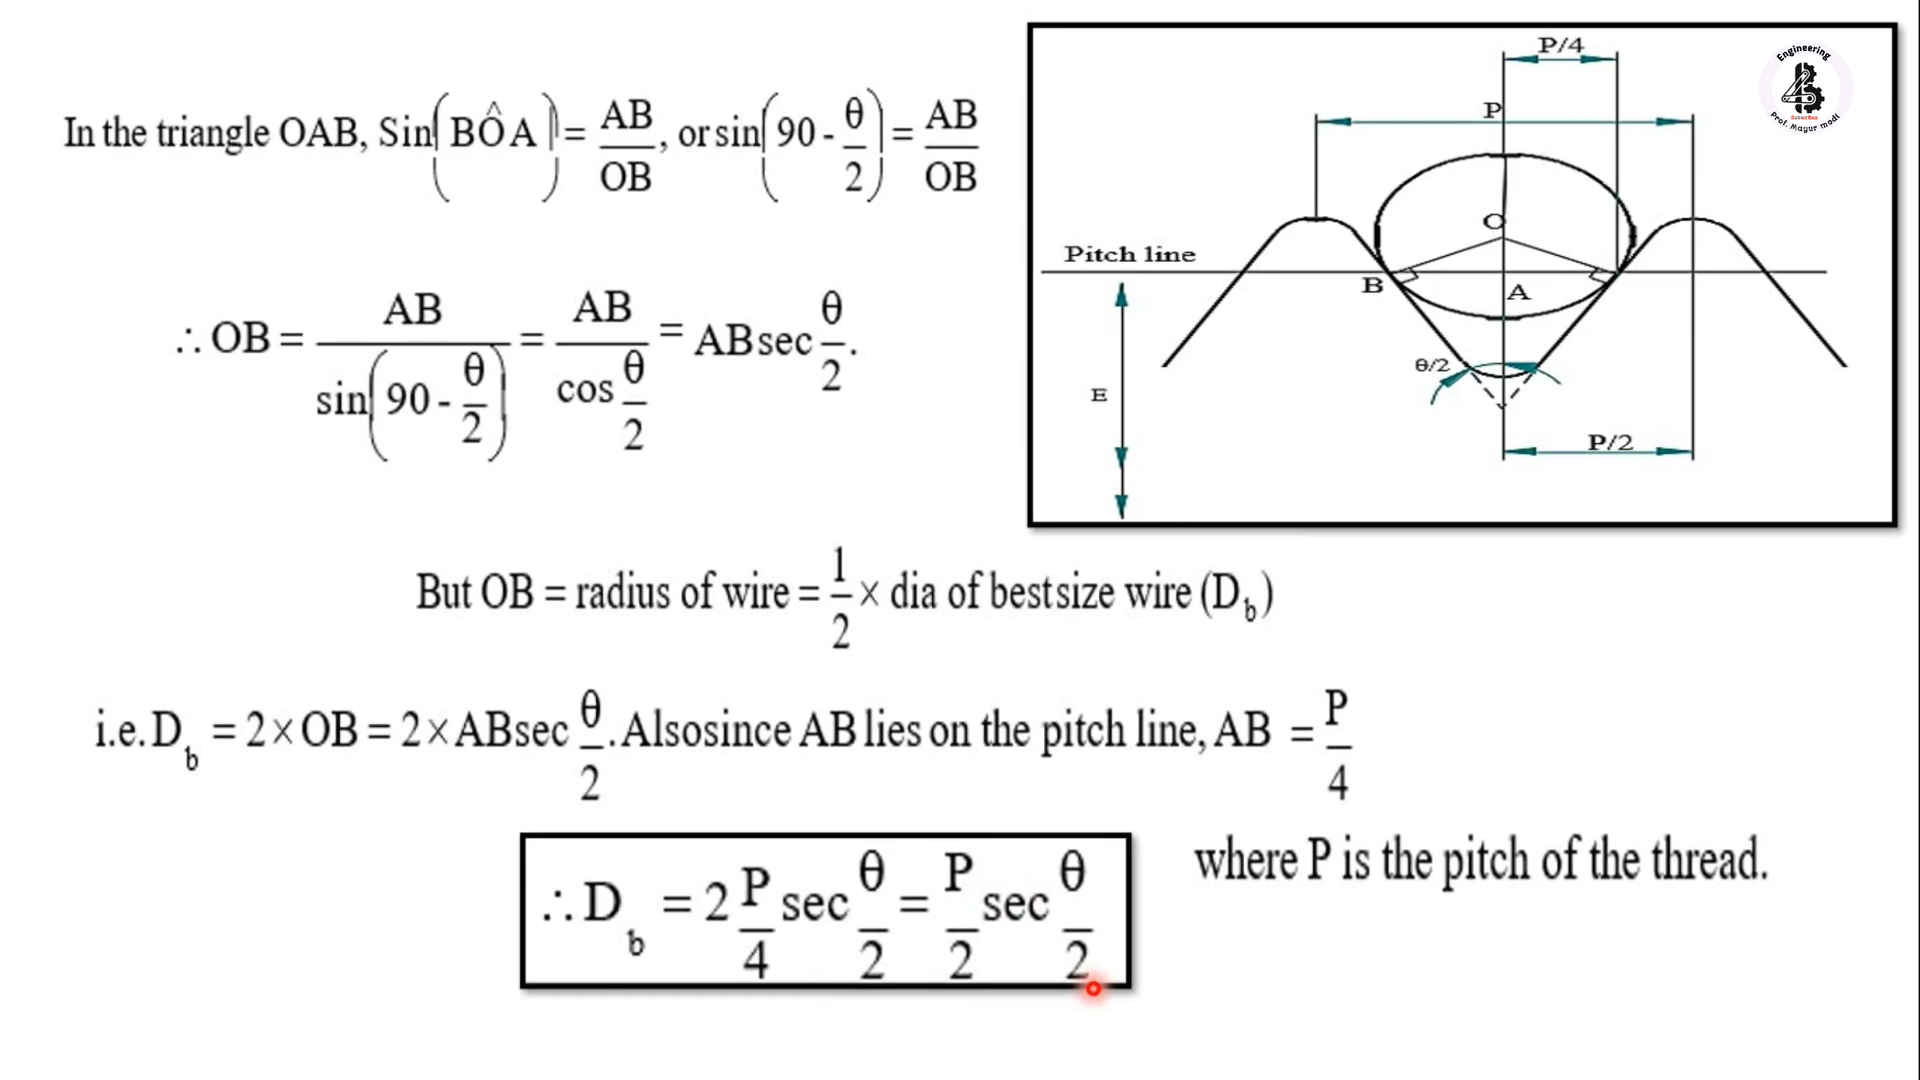 In the triangle OAB, Sin(BÔA) = AB/OB, or sin(90 - θ/2) = AB/OB
∴ OB = AB/sin(90 - θ/2) = AB/cos θ/2 = AB sec θ/2.
P/4
P
O
Pitch line
B
A
θ/2
E
P/2
Engineering
Subscribe
Prof. Mayur modi
But OB = radius of wire = 1/2 × dia of best size wire (D_b)
i.e. D_b = 2 × OB = 2 × AB sec θ/2. Also since AB lies on the pitch line, AB = P/4
∴ D_b = 2 P/4 sec θ/2 = P/2 sec θ/2
where P is the pitch of the thread.